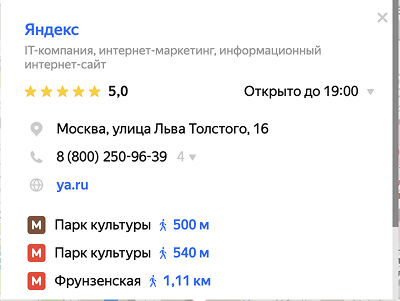 Яндекс
IT-компания, интернет-маркетинг, информационный
интернет-сайт
5,0 Открыто до 19:00
Москва, улица Льва Толстого, 16
8 (800) 250-96-39 4
ya.ru
М Парк культуры 500 м
М Парк культуры 540 м
М Фрунзенская 1,11 км